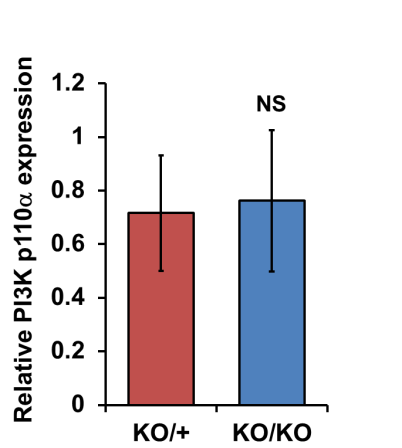 Relative PI3K p110α expression
1.2
1
0.8
0.6
0.4
0.2
0
NS
KO/+ KO/KO